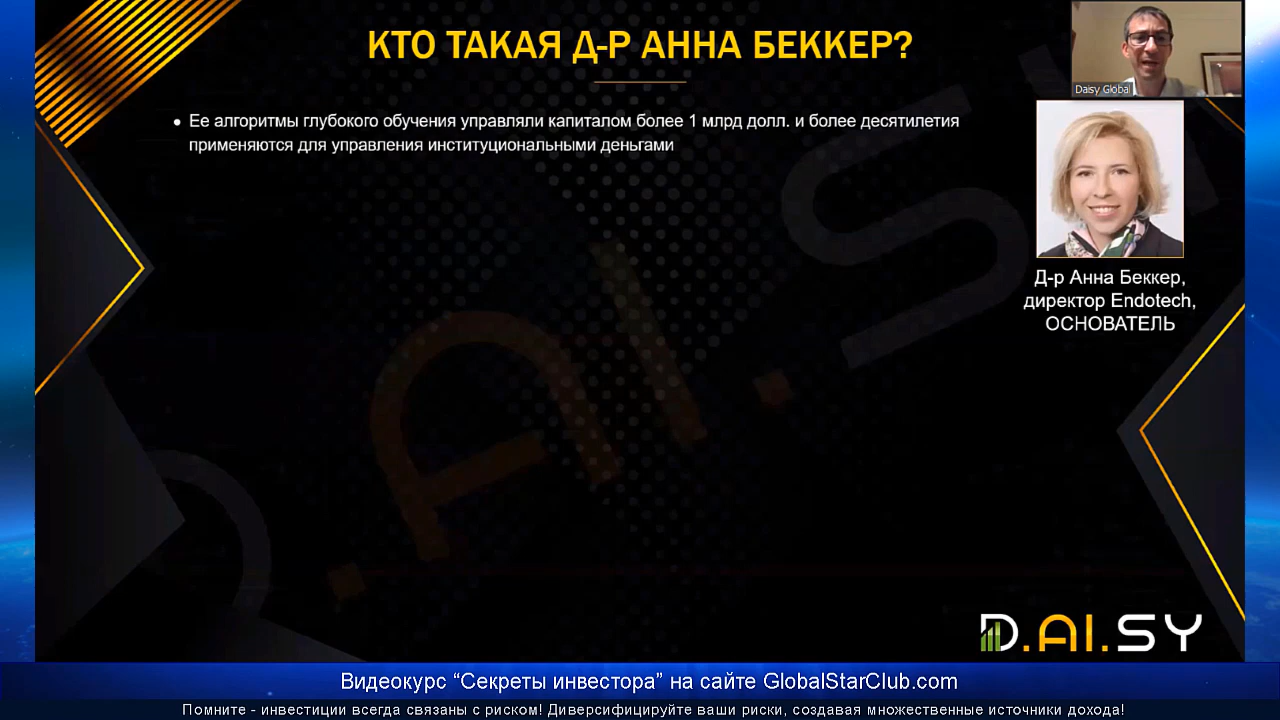 КТО ТАКАЯ Д-Р АННА БЕККЕР?
Daisy Global
• Ее алгоритмы глубокого обучения управляли капиталом более 1 млрд долл. и более десятилетия
применяются для управления институциональными деньгами
Д-р Анна Беккер,
директор Endotech,
ОСНОВАТЕЛЬ
D.AI.SY
D.AI.SY
Видеокурс “Секреты инвестора” на сайте GlobalStarClub.com
Помните - инвестиции всегда связаны с риском! Диверсифицируйте ваши риски, создавая множественные источники дохода!